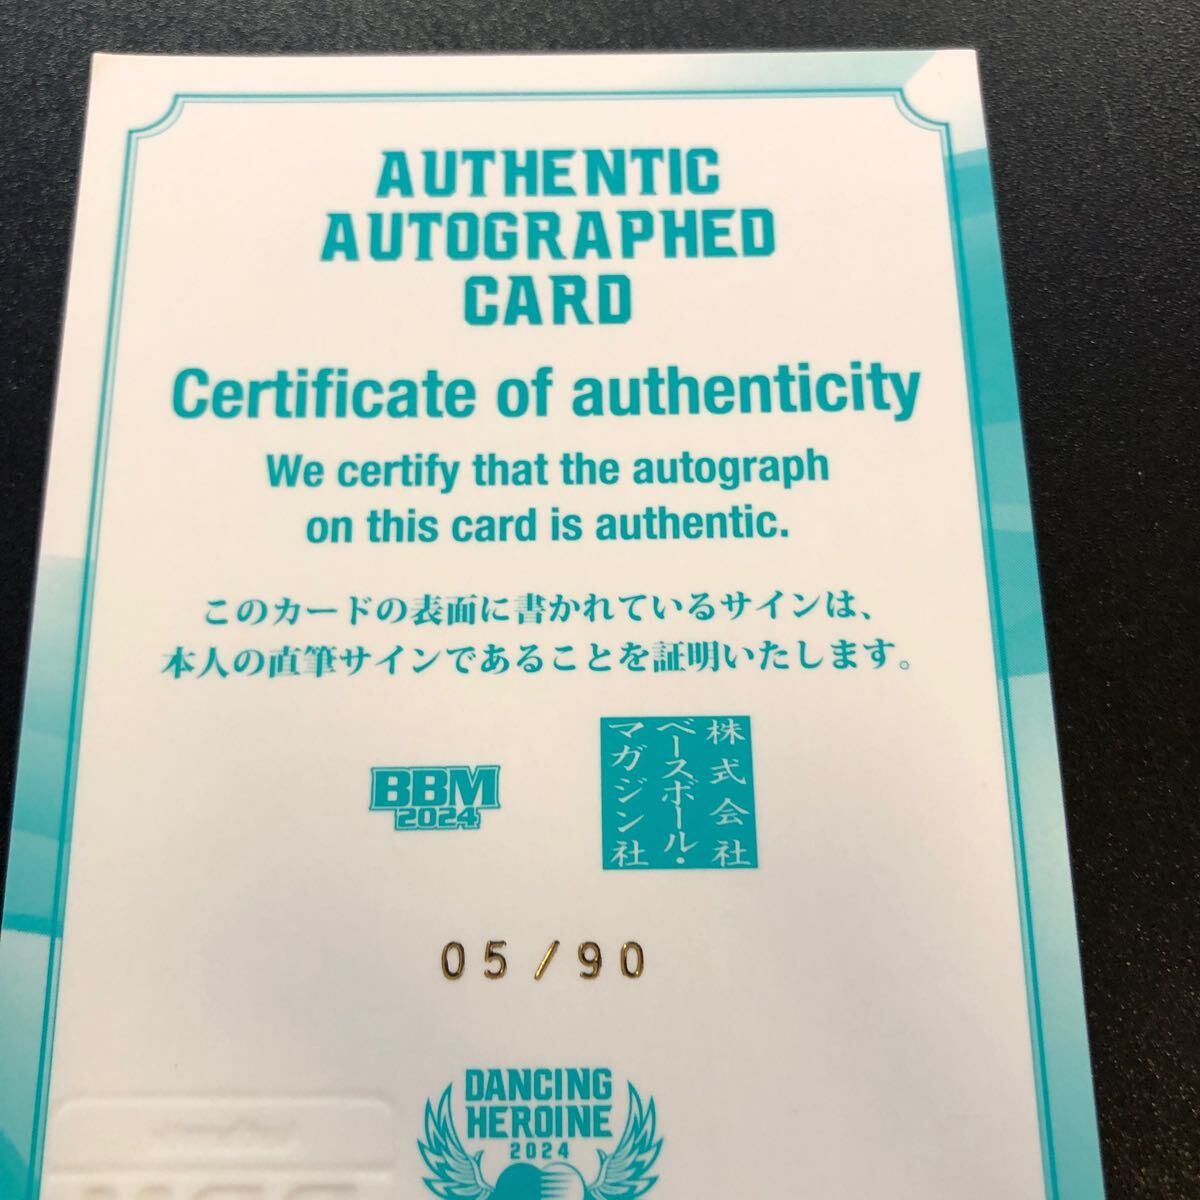 AUTHENTIC
AUTOGRAPHED
CARD
Certificate of authenticity
We certify that the autograph
on this card is authentic.
このカードの表面に書かれているサインは、
本人の直筆サインであることを証明いたします。
BBM
2024
株式会社
ベースボール・
マガジン社
05/90
DANCING
HEROINE
2024